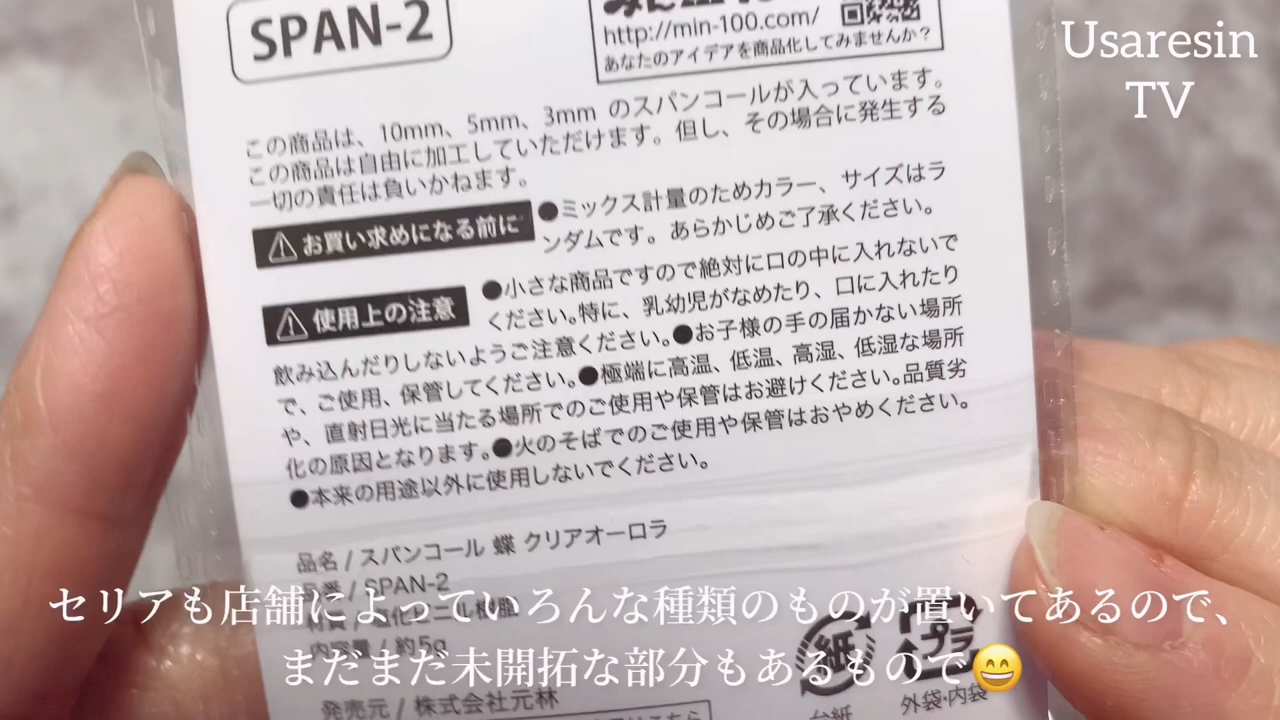 SPAN-2
http://min-100.com/
あなたのアイデアを商品化してみませんか？
Usaresin
TV
この商品は、10mm、5mm、3mm のスパンコールが入っています。
この商品は自由に加工していただけます。但し、その場合に発生する
一切の責任は負いかねます。
お買い求めになる前に
●ミックス計量のためカラー、サイズはラ
ンダムです。あらかじめご了承ください。
使用上の注意
●小さな商品ですので絶対に口の中に入れないで
ください。特に、乳幼児がなめたり、口に入れたり
飲み込んだりしないようご注意ください。●お子様の手の届かない場所
で、ご使用、保管してください。●極端に高温、低温、高湿、低湿な場所
や、直射日光に当たる場所でのご使用や保管はお避けください。品質劣
化の原因となります。●火のそばでのご使用や保管はおやめください。
●本来の用途以外に使用しないでください。
品名 / スパンコール 蝶 クリアオーロラ
品番 / SPAN-2
内容量 / 約5g
発売元 / 株式会社元林
紙
プラ
台紙
外袋・内袋
セリアも店舗によっていろんな種類のものが置いてあるので、
まだまだ未開拓な部分もあるもので😄